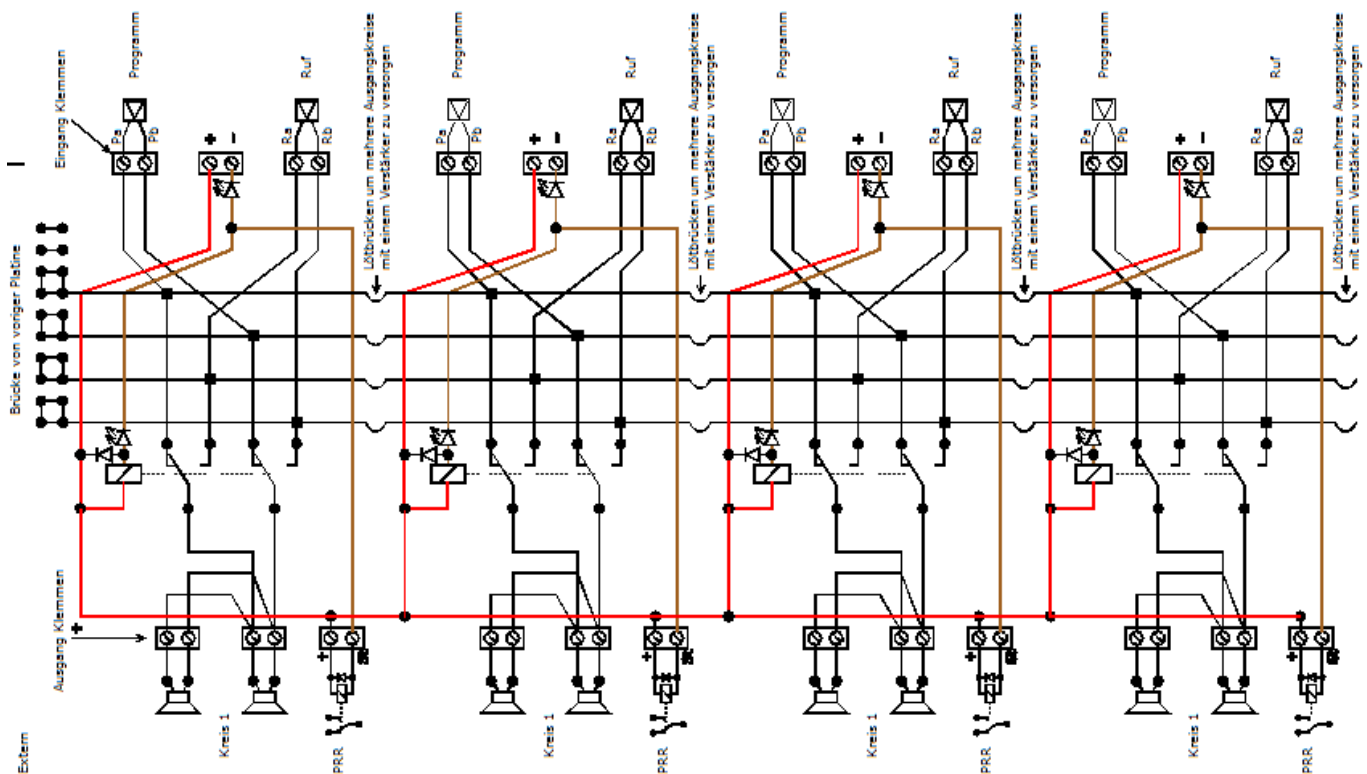 Brücke von voriger Platine
Eingang Klemmen
Programm
Pa
Pb
+
-
Ra
Rb
Ruf
Lötbrücken um mehrere Ausgangskreise
mit einem Verstärker zu versorgen
Programm
Pa
Pb
+
-
Ra
Rb
Ruf
Lötbrücken um mehrere Ausgangskreise
mit einem Verstärker zu versorgen
Programm
Pa
Pb
+
-
Ra
Rb
Ruf
Lötbrücken um mehrere Ausgangskreise
mit einem Verstärker zu versorgen
Programm
Pa
Pb
+
-
Ra
Rb
Ruf
Lötbrücken um mehrere Ausgangskreise
mit einem Verstärker zu versorgen
Extern
Ausgang Klemmen
+
Kreis 1
+
PRR
Kreis 1
+
PRR
Kreis 1
+
PRR
Kreis 1
+
PRR